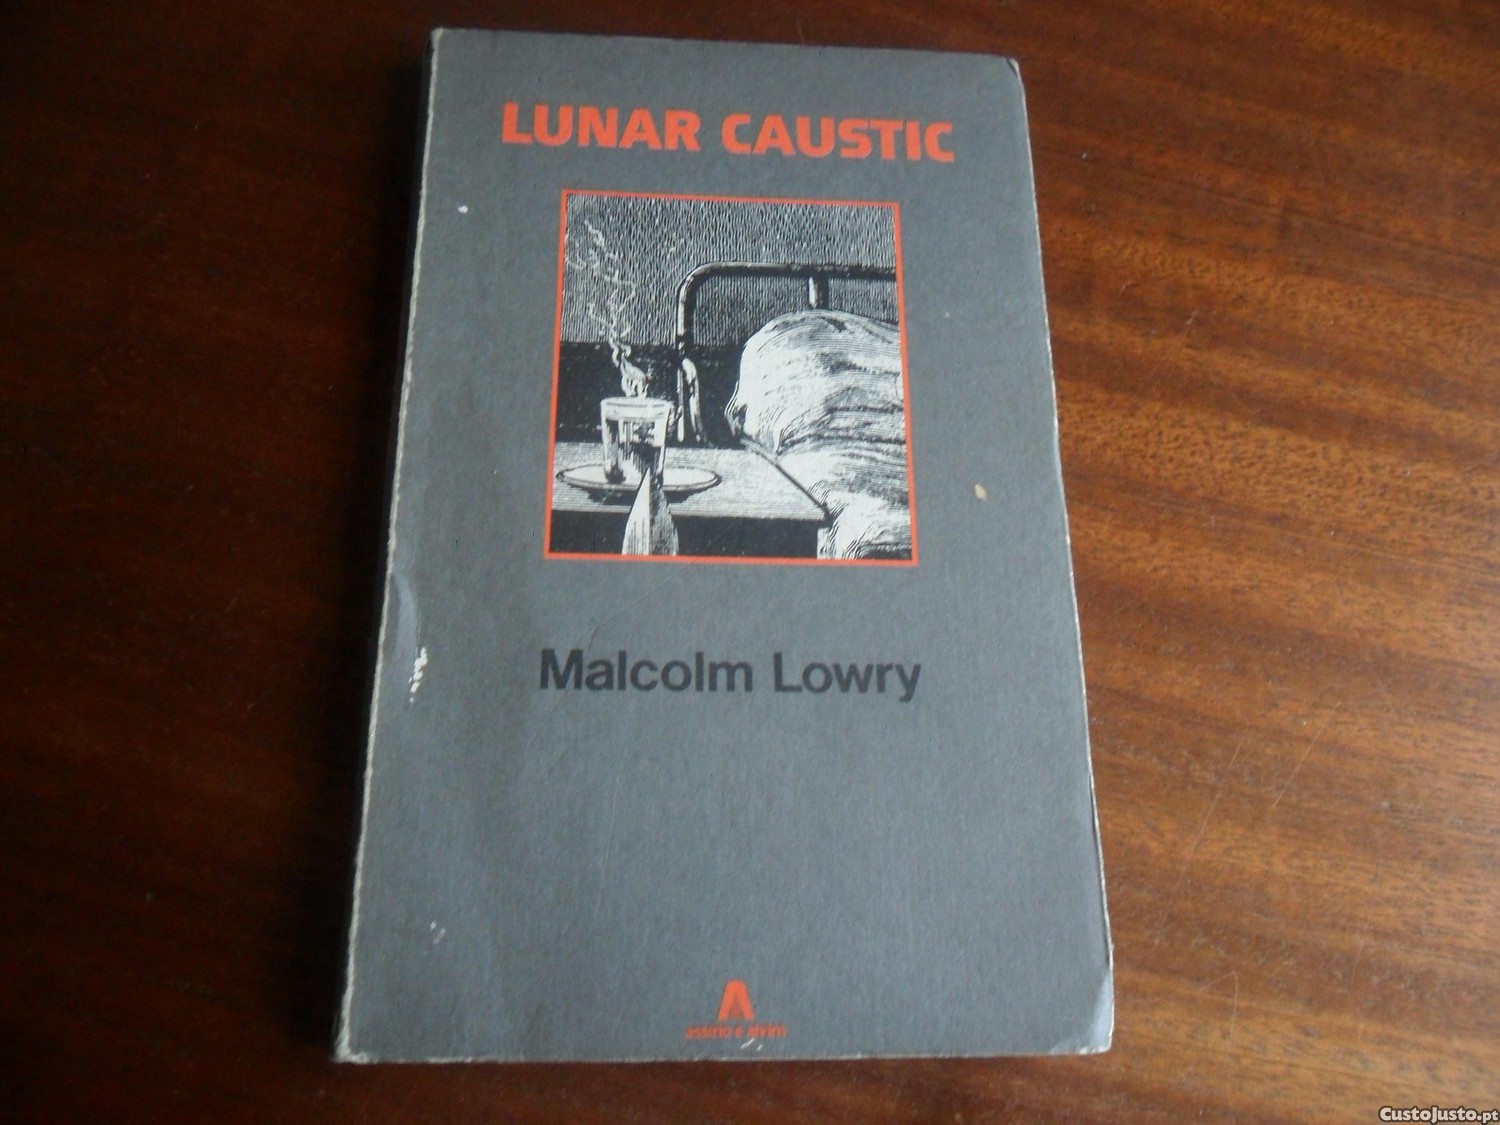 LUNAR CAUSTIC
Malcolm Lowry
assírio e alvim
CustoJusto.pt